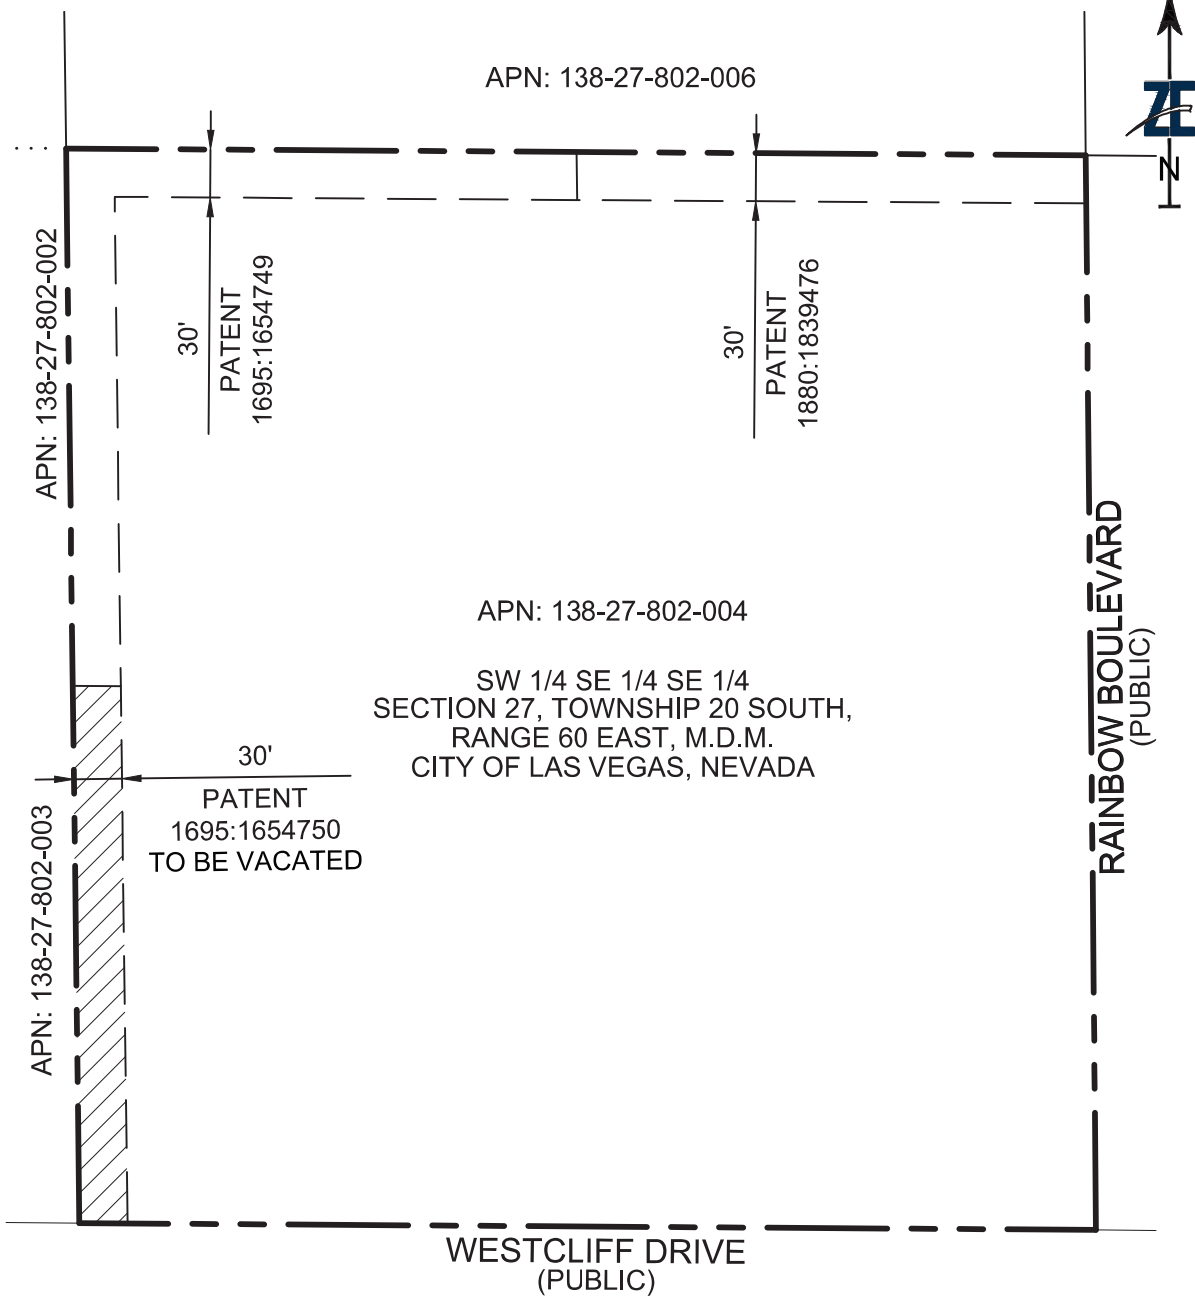 APN: 138-27-802-006
ZE
N
APN: 138-27-802-002
30'
PATENT
1695:1654749
30'
PATENT
1880:1839476
APN: 138-27-802-004
SW 1/4 SE 1/4 SE 1/4
SECTION 27, TOWNSHIP 20 SOUTH,
RANGE 60 EAST, M.D.M.
CITY OF LAS VEGAS, NEVADA
RAINBOW BOULEVARD
(PUBLIC)
30'
PATENT
1695:1654750
TO BE VACATED
APN: 138-27-802-003
WESTCLIFF DRIVE
(PUBLIC)